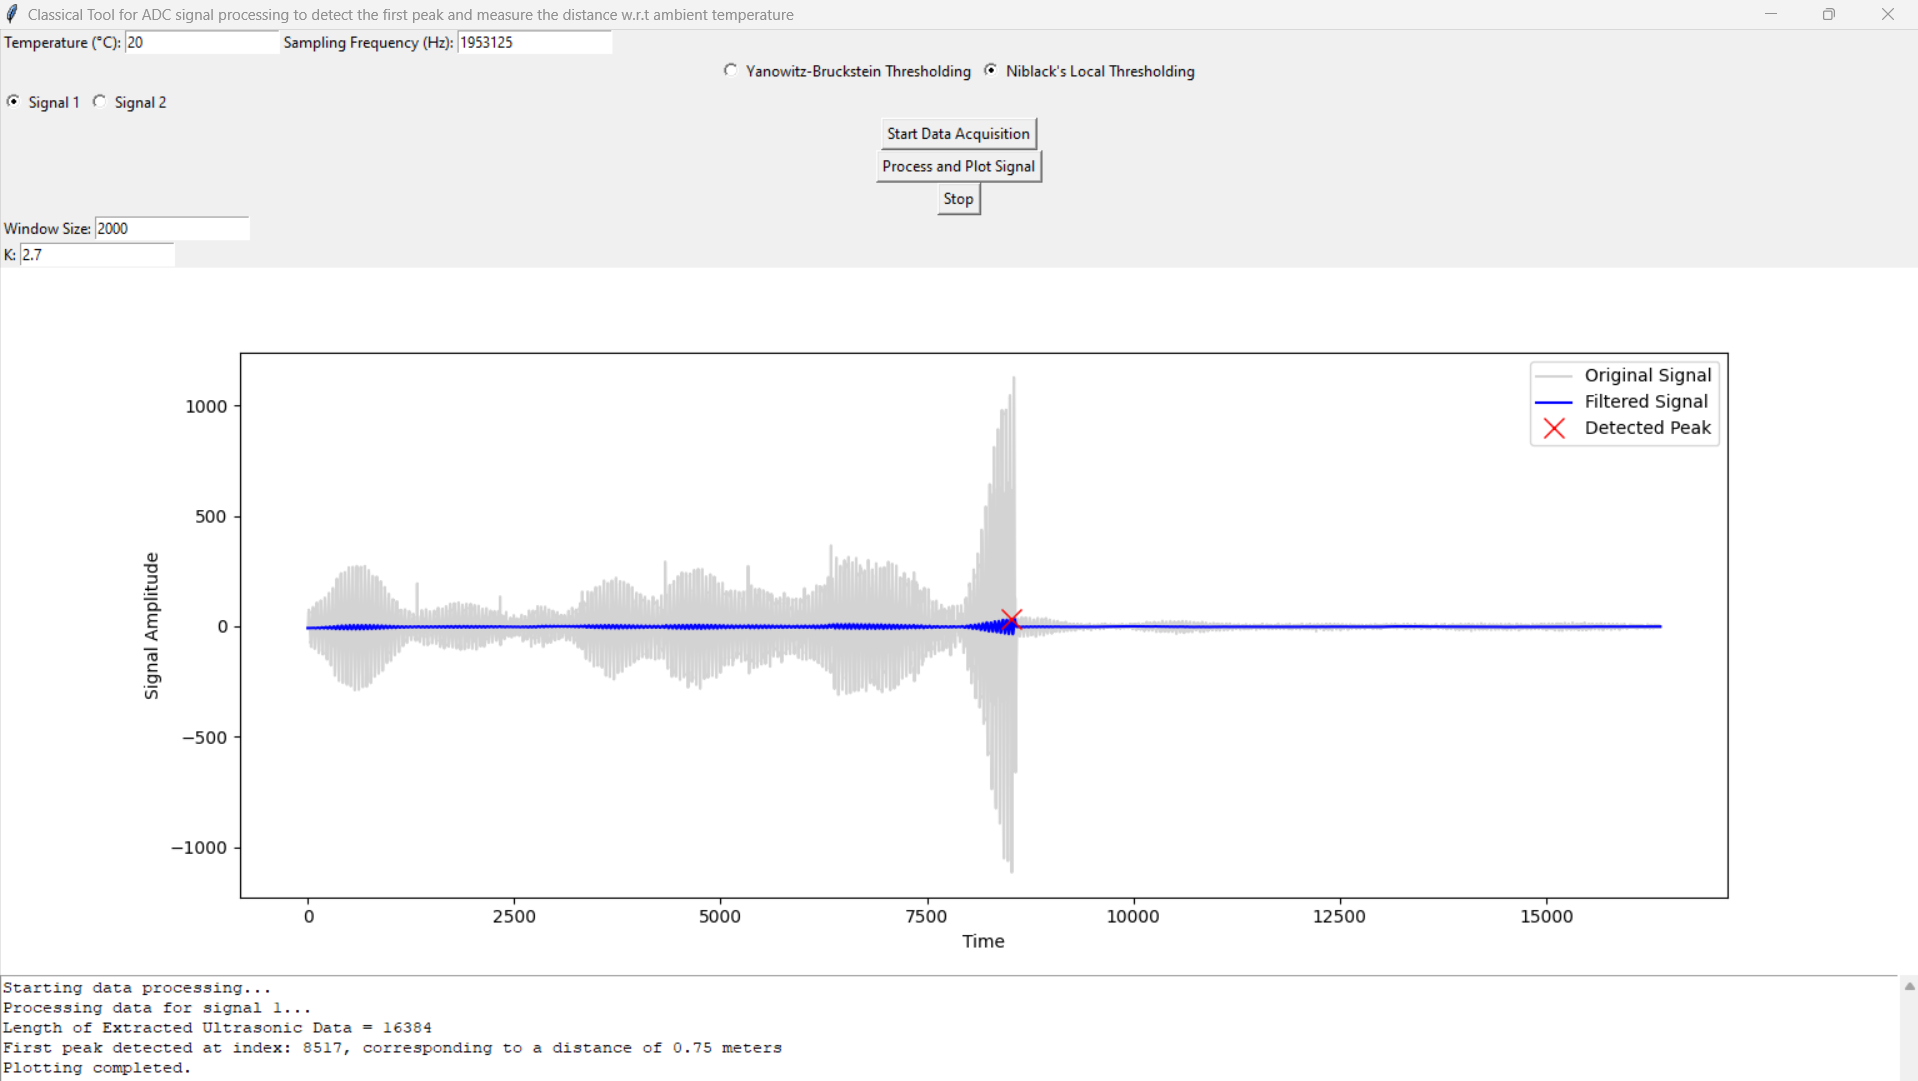 Classical Tool for ADC signal processing to detect the first peak and measure the distance w.r.t ambient temperature
Temperature (°C): 20 Sampling Frequency (Hz): 1953125
Yanowitz-Bruckstein Thresholding Niblack's Local Thresholding
Signal 1 Signal 2
Start Data Acquisition
Process and Plot Signal
Stop
Window Size: 2000
K: 2.7
Original Signal
Filtered Signal
Detected Peak
1000
500
0
−500
−1000
Signal Amplitude
0 2500 5000 7500 10000 12500 15000
Time
Starting data processing...
Processing data for signal 1...
Length of Extracted Ultrasonic Data = 16384
First peak detected at index: 8517, corresponding to a distance of 0.75 meters
Plotting completed.